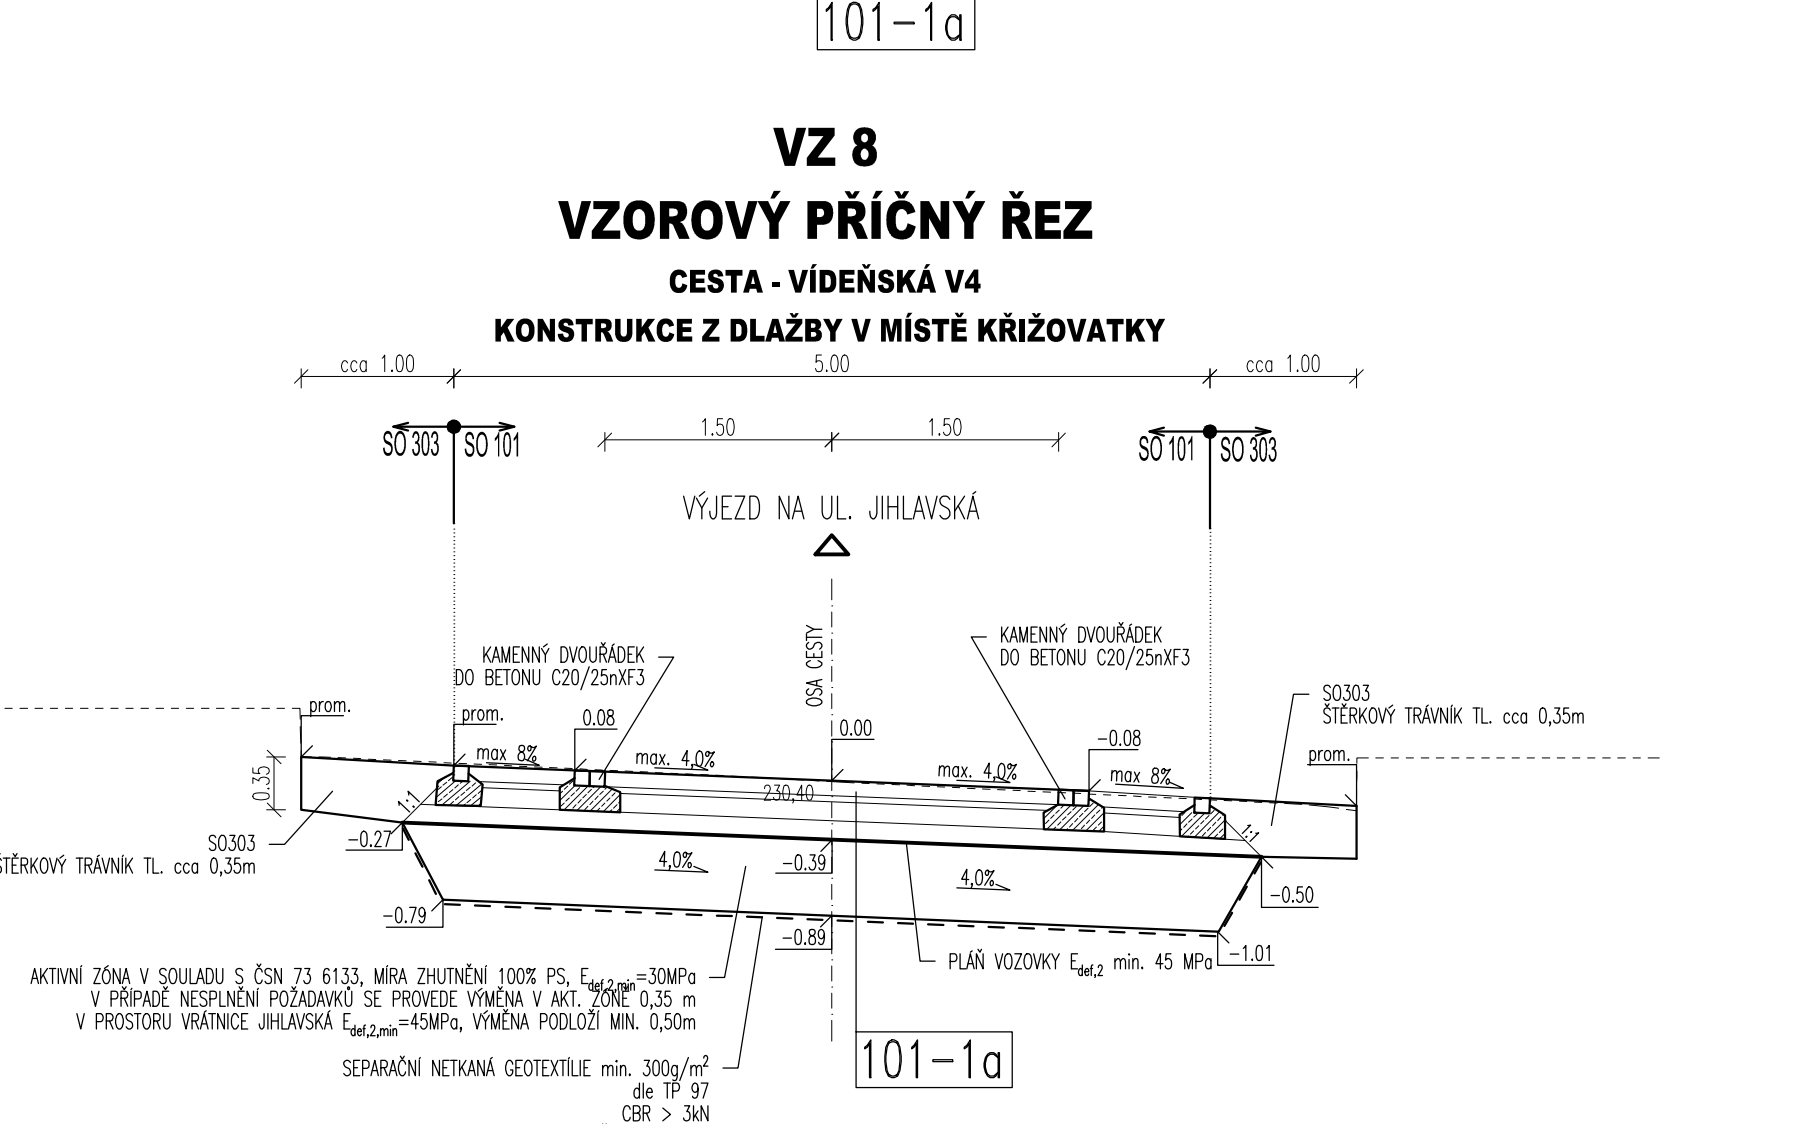 101-1a
VZ 8
VZOROVÝ PŘÍČNÝ ŘEZ
CESTA - VÍDEŇSKÁ V4
KONSTRUKCE Z DLAŽBY V MÍSTĚ KŘIŽOVATKY
cca 1.00
5.00
cca 1.00
1.50
1.50
SO 303
SO 101
SO 101
SO 303
VÝJEZD NA UL. JIHLAVSKÁ
OSA CESTY
KAMENNÝ DVOUŘÁDEK
DO BETONU C20/25nXF3
KAMENNÝ DVOUŘÁDEK
DO BETONU C20/25nXF3
SO303
ŠTĚRKOVÝ TRÁVNÍK TL. cca 0,35m
prom.
prom.
0.08
0.00
-0.08
prom.
max 8%
max. 4,0%
max. 4,0%
max 8%
0.35
230,40
1:1
1:1
SO303
ŠTĚRKOVÝ TRÁVNÍK TL. cca 0,35m
-0.27
4,0%
-0.39
4,0%
-0.50
-0.79
-0.89
-1.01
PLÁŇ VOZOVKY Edef,2 min. 45 MPa
AKTIVNÍ ZÓNA V SOULADU S ČSN 73 6133, MÍRA ZHUTNĚNÍ 100% PS, Edef,2,min=30MPa
V PŘÍPADĚ NESPLNĚNÍ POŽADAVKŮ SE PROVEDE VÝMĚNA V AKT. ZÓNĚ 0,35 m
V PROSTORU VRÁTNICE JIHLAVSKÁ Edef,2,min=45MPa, VÝMĚNA PODLOŽÍ MIN. 0,50m
101-1a
SEPARAČNÍ NETKANÁ GEOTEXTÍLIE min. 300g/m²
dle TP 97
CBR > 3kN